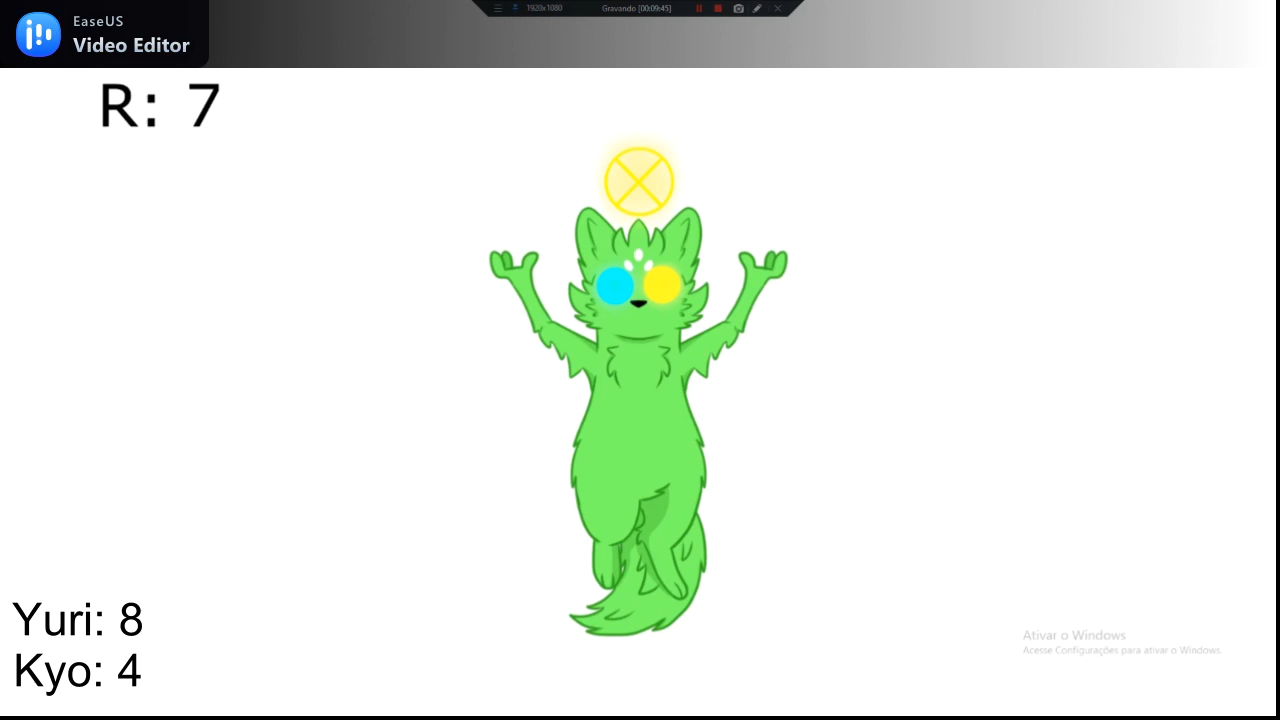 EaseUS
Video Editor
1920x1080
Gravando [00:09:45]
R: 7
Yuri: 8
Kyo: 4
Ativar o Windows
Acesse Configurações para ativar o Windows.